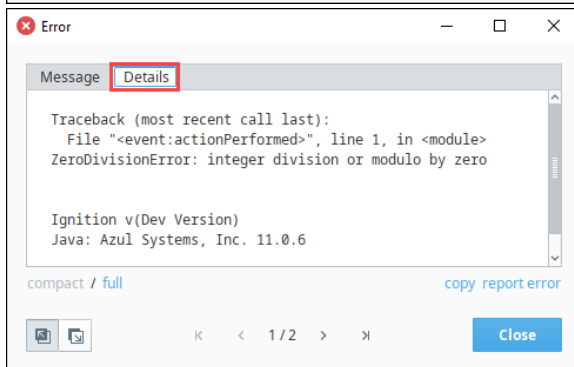 Error
Message Details
Traceback (most recent call last):
File "<event:actionPerformed>", line 1, in <module>
ZeroDivisionError: integer division or modulo by zero
Ignition v(Dev Version)
Java: Azul Systems, Inc. 11.0.6
compact / full copy report error
1 / 2 Close